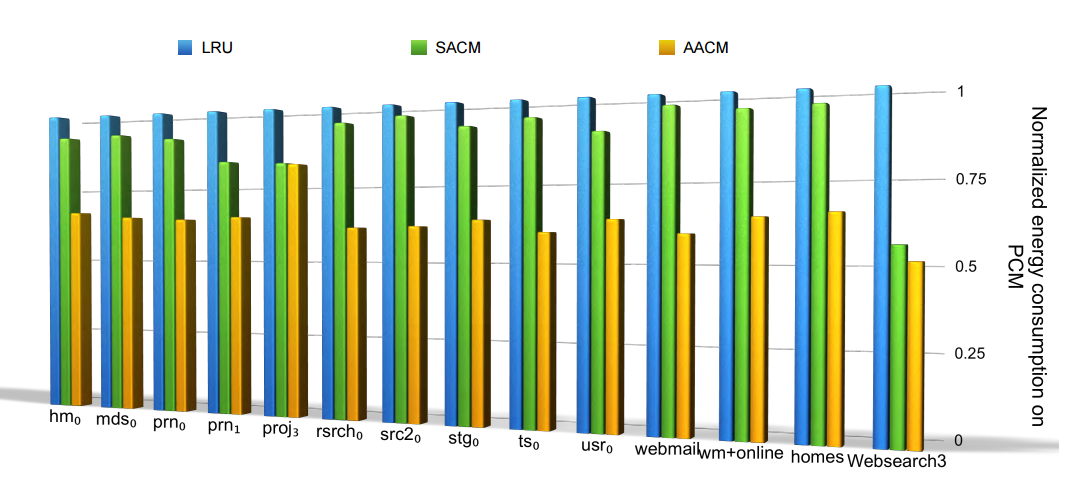 LRU SACM AACM
1
0.75
0.5
0.25
0
Normalized energy consumption on
PCM
hm₀ mds₀ prn₀ prn₁ proj₃ rsrch₀ src2₀ stg₀ ts₀ usr₀ webmail wm+online homes Websearch3